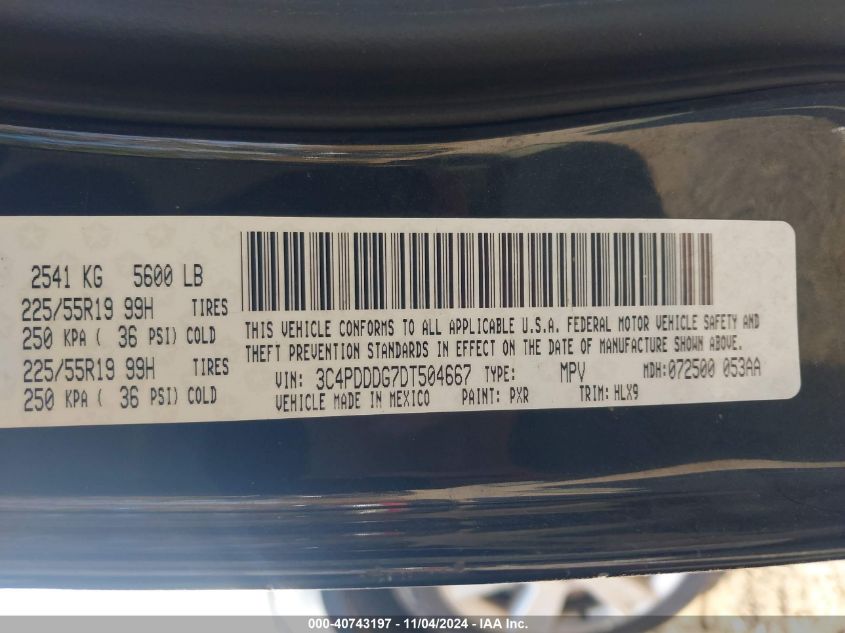 2541 KG 5600 LB
225/55R19 99H TIRES
250 KPA ( 36 PSI) COLD
225/55R19 99H TIRES
250 KPA ( 36 PSI) COLD
THIS VEHICLE CONFORMS TO ALL APPLICABLE U.S.A. FEDERAL MOTOR VEHICLE SAFETY AND
THEFT PREVENTION STANDARDS IN EFFECT ON THE DATE OF MANUFACTURE SHOWN ABOVE.
VIN: 3C4PDDDG7DT504667 TYPE: MPV MDH:072500 053AA
VEHICLE MADE IN MEXICO PAINT: PXR TRIM: HLX9
000-40743197 - 11/04/2024 - IAA Inc.